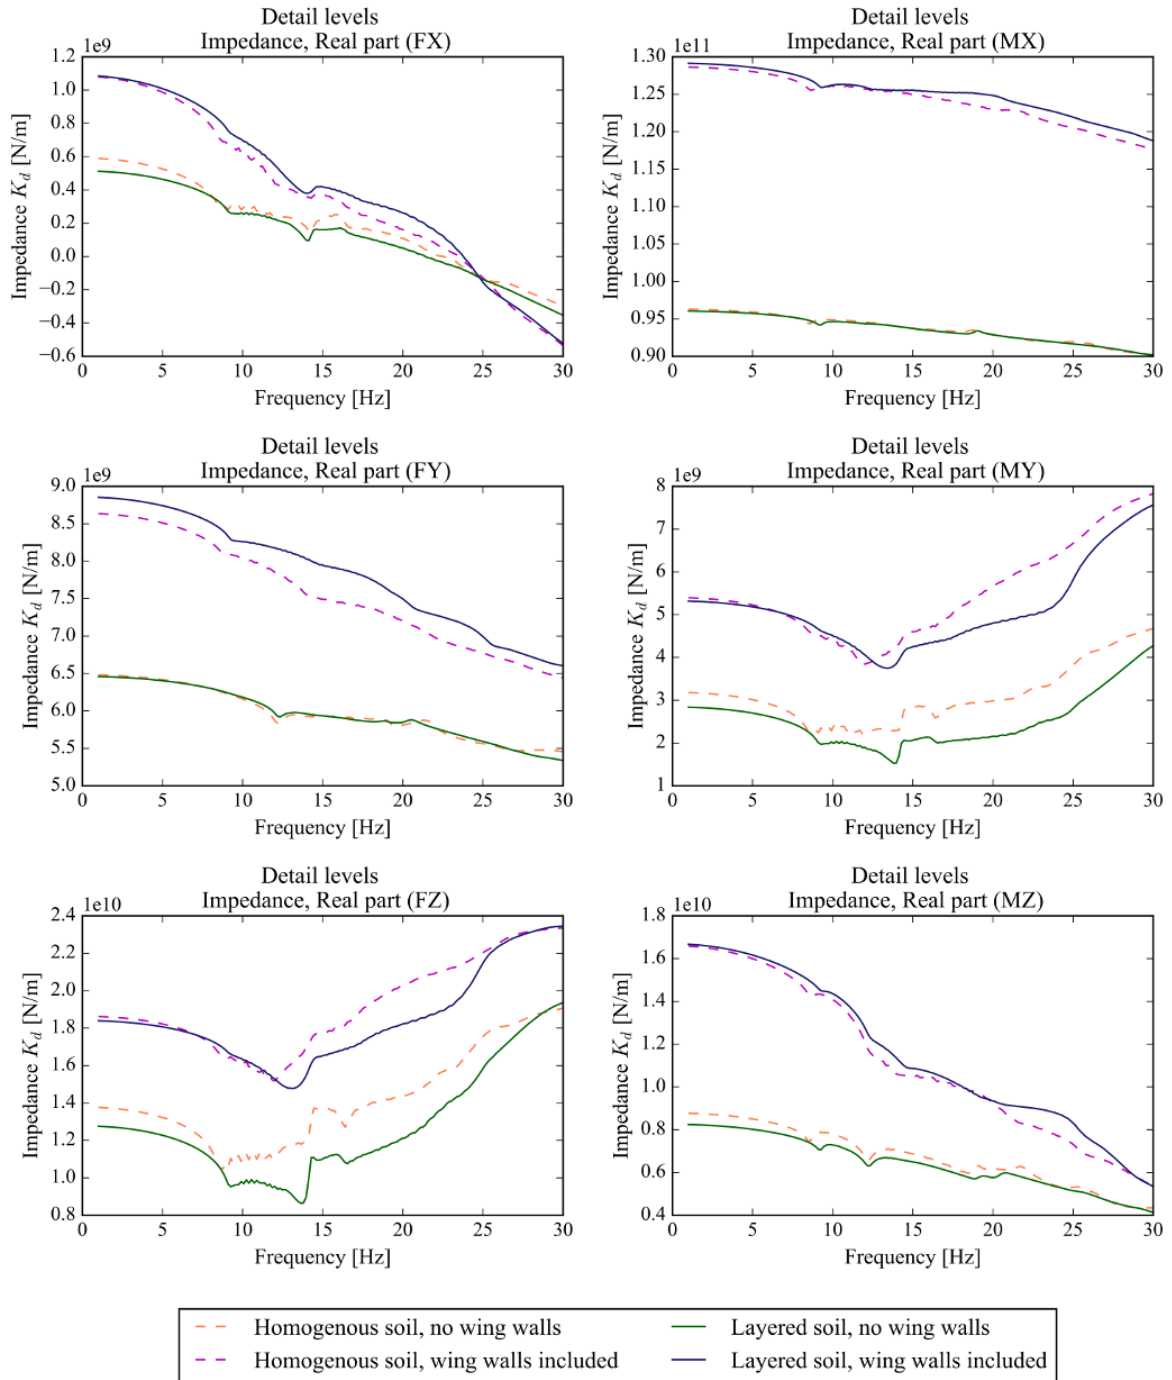 Detail levels
Impedance, Real part (FX)
1e9
1.2
1.0
0.8
0.6
0.4
0.2
0.0
−0.2
−0.4
−0.6
Impedance K_d [N/m]
0 5 10 15 20 25 30
Frequency [Hz]
Detail levels
Impedance, Real part (MX)
1e11
1.30
1.25
1.20
1.15
1.10
1.05
1.00
0.95
0.90
Impedance K_d [N/m]
0 5 10 15 20 25 30
Frequency [Hz]
Detail levels
Impedance, Real part (FY)
1e9
9.0
8.5
8.0
7.5
7.0
6.5
6.0
5.5
5.0
Impedance K_d [N/m]
0 5 10 15 20 25 30
Frequency [Hz]
Detail levels
Impedance, Real part (MY)
1e9
8
7
6
5
4
3
2
1
Impedance K_d [N/m]
0 5 10 15 20 25 30
Frequency [Hz]
Detail levels
Impedance, Real part (FZ)
1e10
2.4
2.2
2.0
1.8
1.6
1.4
1.2
1.0
0.8
Impedance K_d [N/m]
0 5 10 15 20 25 30
Frequency [Hz]
Detail levels
Impedance, Real part (MZ)
1e10
1.8
1.6
1.4
1.2
1.0
0.8
0.6
0.4
Impedance K_d [N/m]
0 5 10 15 20 25 30
Frequency [Hz]
Homogenous soil, no wing walls
Homogenous soil, wing walls included
Layered soil, no wing walls
Layered soil, wing walls included